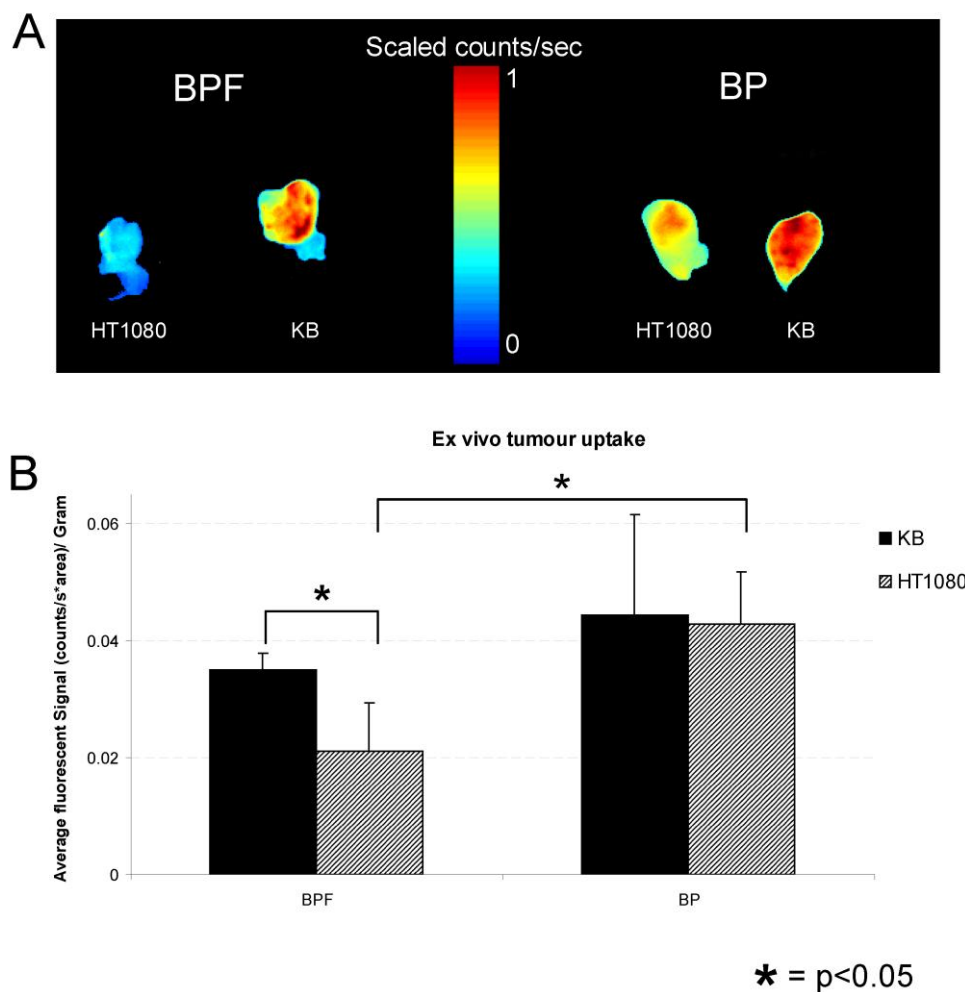 A
Scaled counts/sec
BPF
BP
1
0
HT1080
KB
HT1080
KB
Ex vivo tumour uptake
B
Average fluorescent Signal (counts/s*area)/ Gram
0.06
0.04
0.02
0
*
*
KB
HT1080
BPF
BP
* = p<0.05